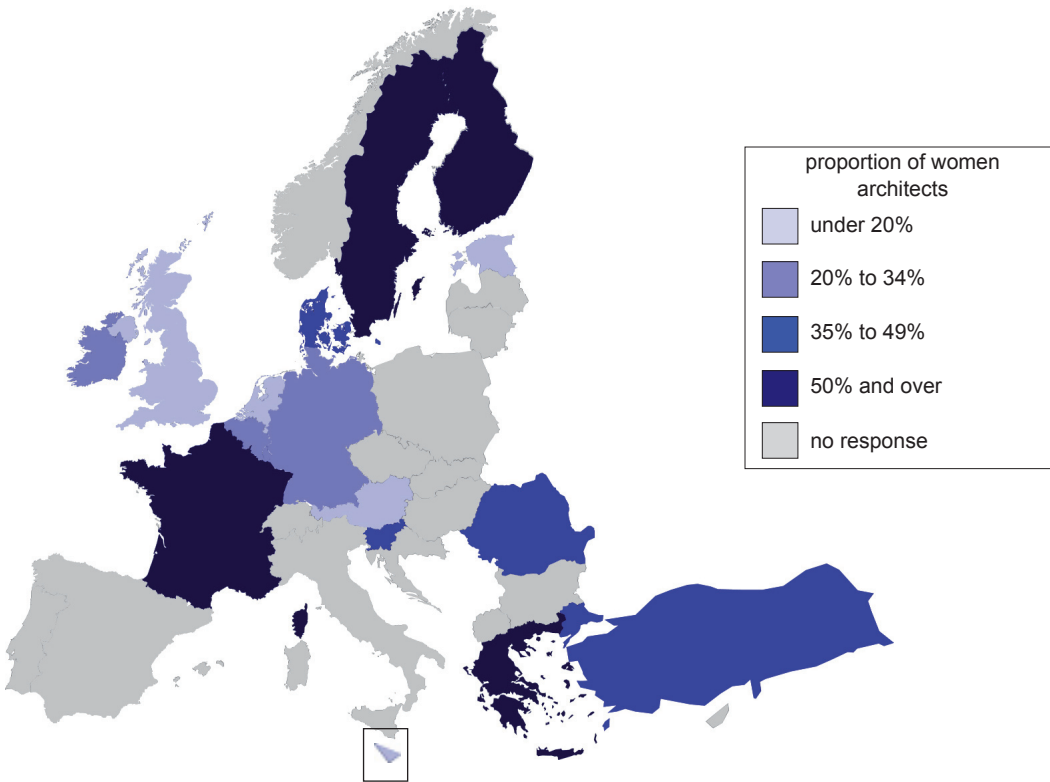 proportion of women
architects
under 20%
20% to 34%
35% to 49%
50% and over
no response